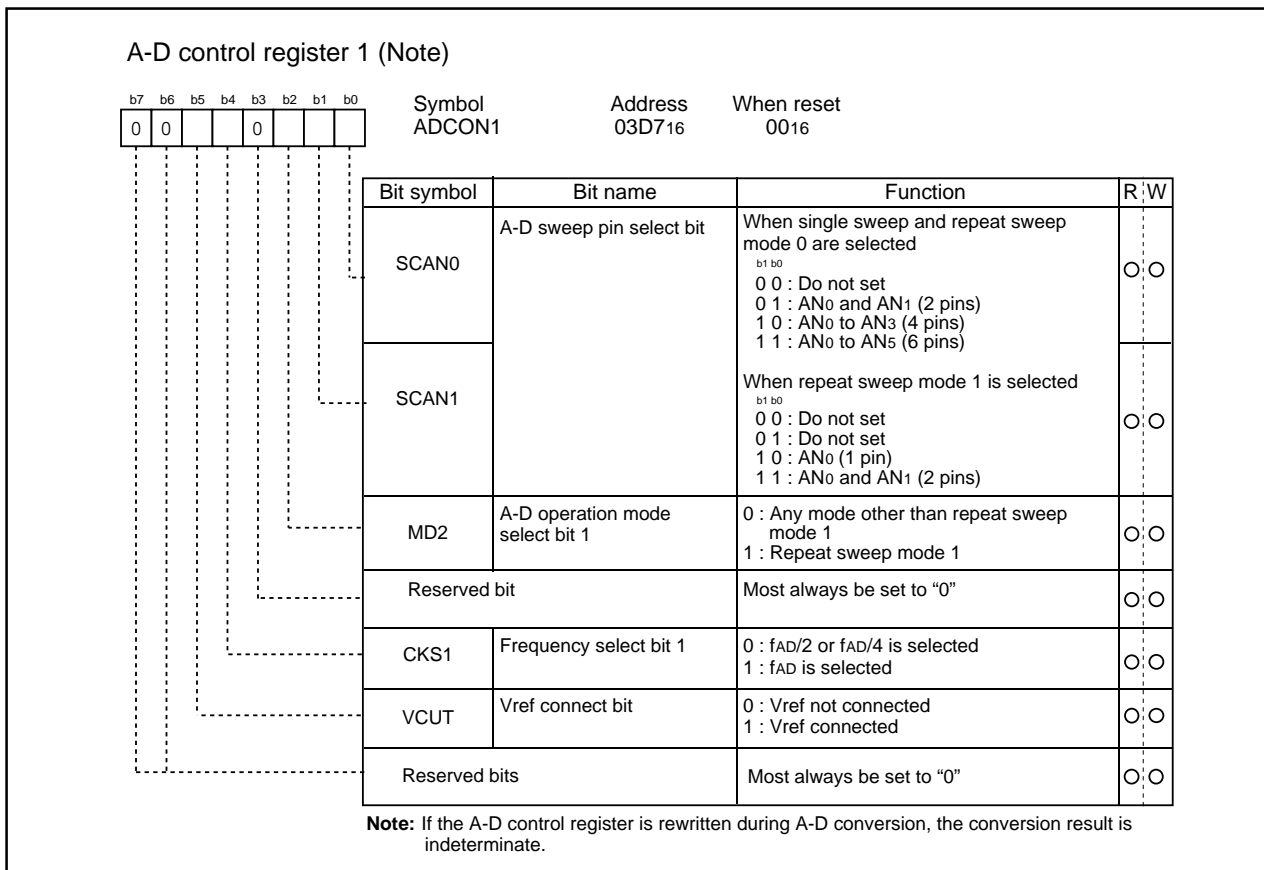 A-D control register 1 (Note)
b7 b6 b5 b4 b3 b2 b1 b0
0 0 0
Symbol Address When reset
ADCON1 03D716 0016
Bit symbol Bit name Function R W
SCAN0
A-D sweep pin select bit
When single sweep and repeat sweep
mode 0 are selected
b1 b0
0 0 : Do not set
0 1 : AN0 and AN1 (2 pins)
1 0 : AN0 to AN3 (4 pins)
1 1 : AN0 to AN5 (6 pins)
SCAN1
When repeat sweep mode 1 is selected
b1 b0
0 0 : Do not set
0 1 : Do not set
1 0 : AN0 (1 pin)
1 1 : AN0 and AN1 (2 pins)
MD2
A-D operation mode
select bit 1
0 : Any mode other than repeat sweep
mode 1
1 : Repeat sweep mode 1
Reserved bit
Most always be set to “0”
CKS1
Frequency select bit 1
0 : fAD/2 or fAD/4 is selected
1 : fAD is selected
VCUT
Vref connect bit
0 : Vref not connected
1 : Vref connected
Reserved bits
Most always be set to “0”
Note: If the A-D control register is rewritten during A-D conversion, the conversion result is
indeterminate.